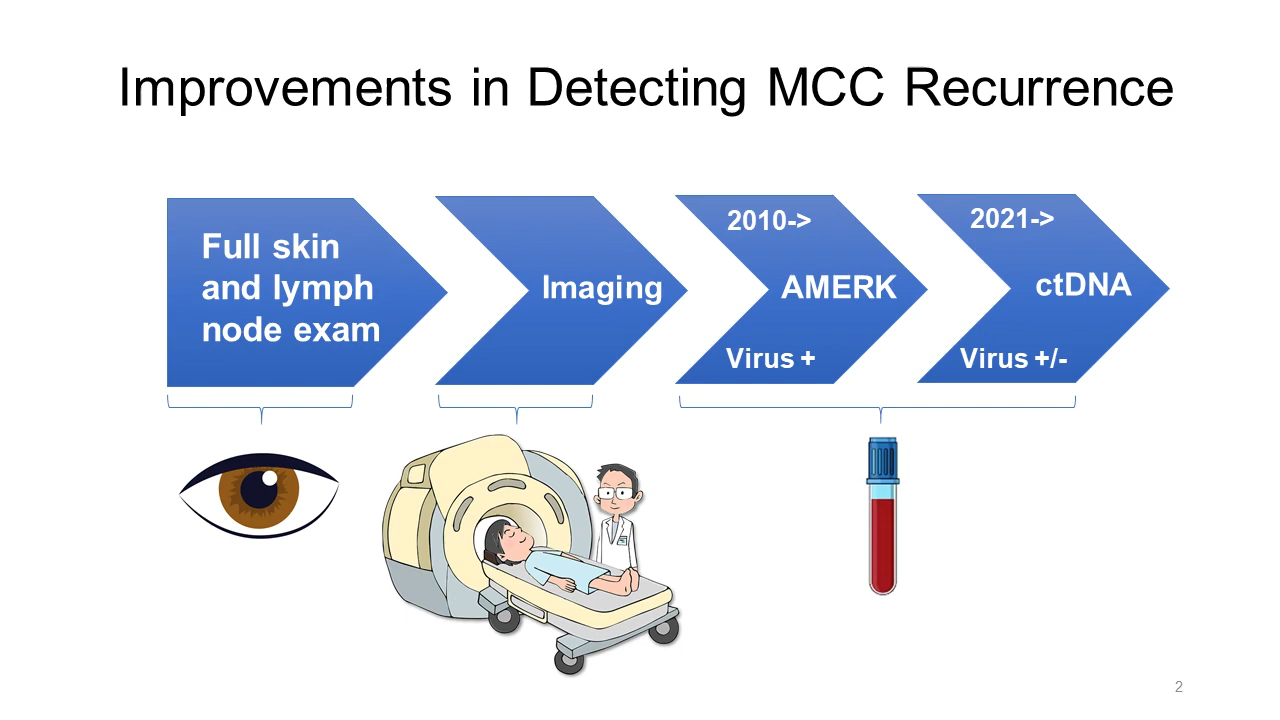 Improvements in Detecting MCC Recurrence
Full skin
and lymph
node exam
Imaging
2010->
AMERK
Virus +
2021->
ctDNA
Virus +/-
2